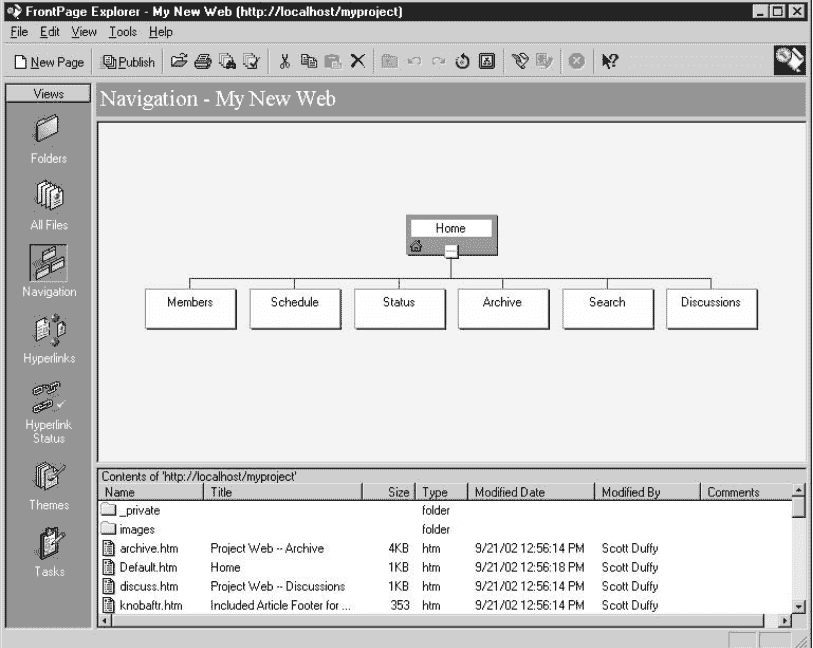 FrontPage Explorer - My New Web (http://localhost/myproject)
File Edit View Tools Help
New Page Publish
Views
Navigation - My New Web
Folders
All Files
Navigation
Hyperlinks
Hyperlink
Status
Themes
Tasks
Home
Members Schedule Status Archive Search Discussions
Contents of 'http://localhost/myproject'
Name Title Size Type Modified Date Modified By Comments
_private folder
images folder
archive.htm Project Web -- Archive 4KB htm 9/21/02 12:56:14 PM Scott Duffy
Default.htm Home 1KB htm 9/21/02 12:56:18 PM Scott Duffy
discuss.htm Project Web -- Discussions 1KB htm 9/21/02 12:56:14 PM Scott Duffy
knobaftr.htm Included Article Footer for ... 353 htm 9/21/02 12:56:14 PM Scott Duffy